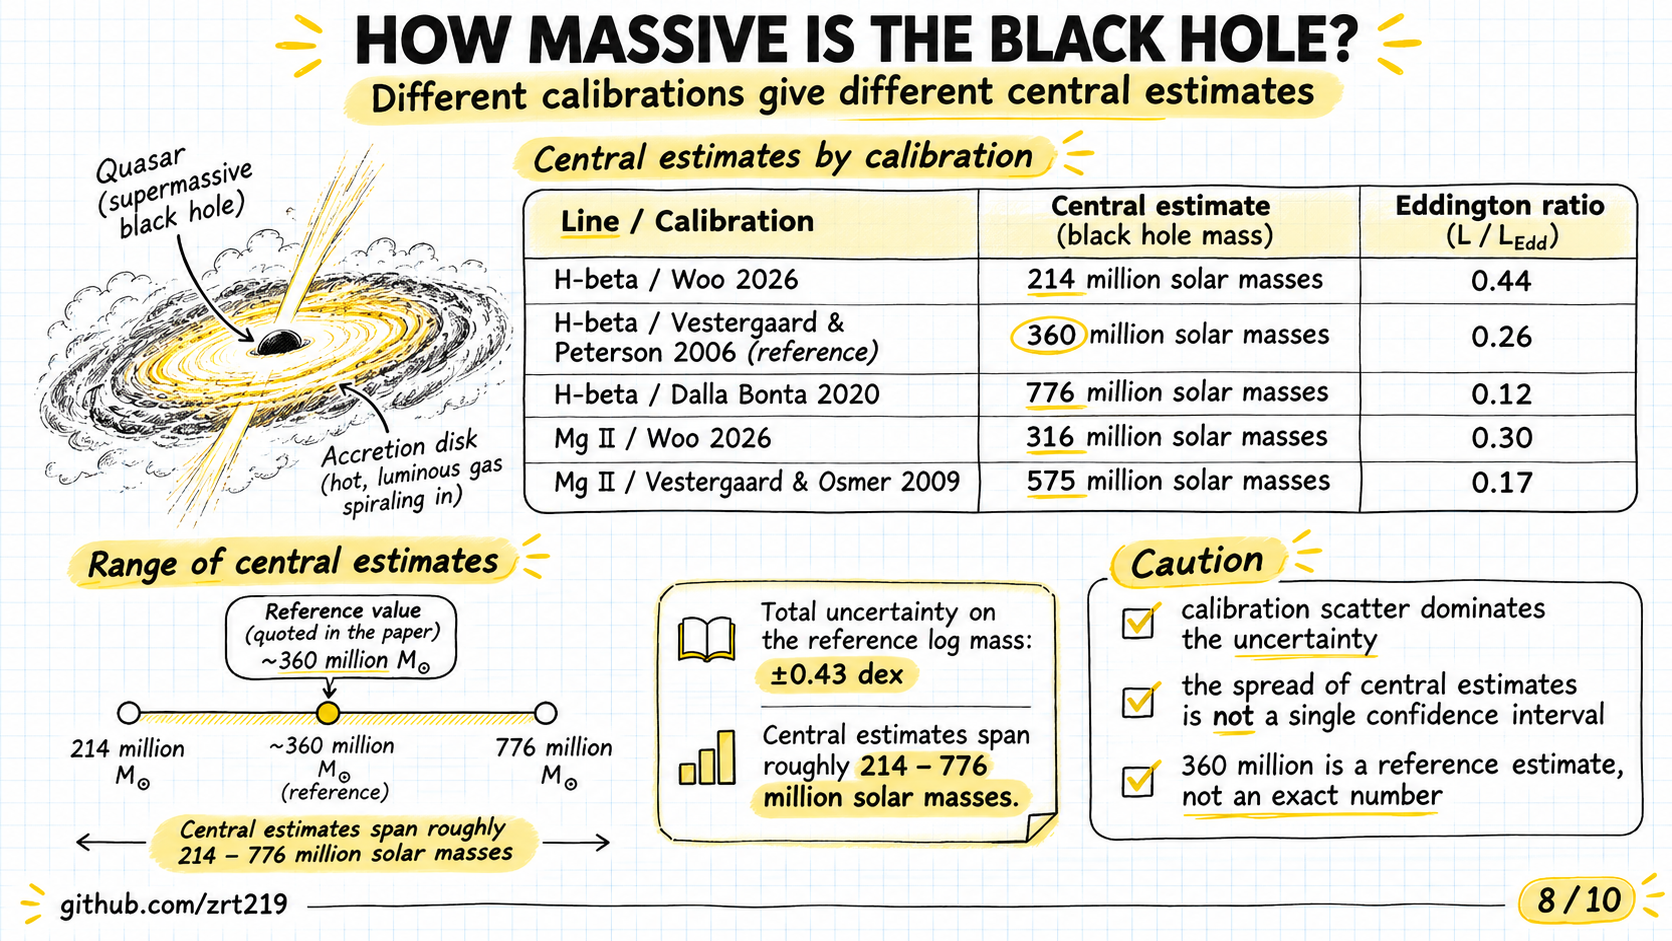 HOW MASSIVE IS THE BLACK HOLE?
Different calibrations give different central estimates
Quasar
(supermassive
black hole)
Accretion disk
(hot, luminous gas
spiraling in)
Central estimates by calibration
Line / Calibration
Central estimate
(black hole mass)
Eddington ratio
(L / L_Edd)
H-beta / Woo 2026
214 million solar masses
0.44
H-beta / Vestergaard &
Peterson 2006 (reference)
360 million solar masses
0.26
H-beta / Dalla Bonta 2020
776 million solar masses
0.12
Mg II / Woo 2026
316 million solar masses
0.30
Mg II / Vestergaard & Osmer 2009
575 million solar masses
0.17
Range of central estimates
Reference value
(quoted in the paper)
~360 million M☉
214 million
M☉
~360 million
M☉
(reference)
776 million
M☉
Central estimates span roughly
214 – 776 million solar masses
Total uncertainty on
the reference log mass:
±0.43 dex
Central estimates span
roughly 214 – 776
million solar masses.
Caution
calibration scatter dominates
the uncertainty
the spread of central estimates
is not a single confidence interval
360 million is a reference estimate,
not an exact number
github.com/zrt219
8 / 10